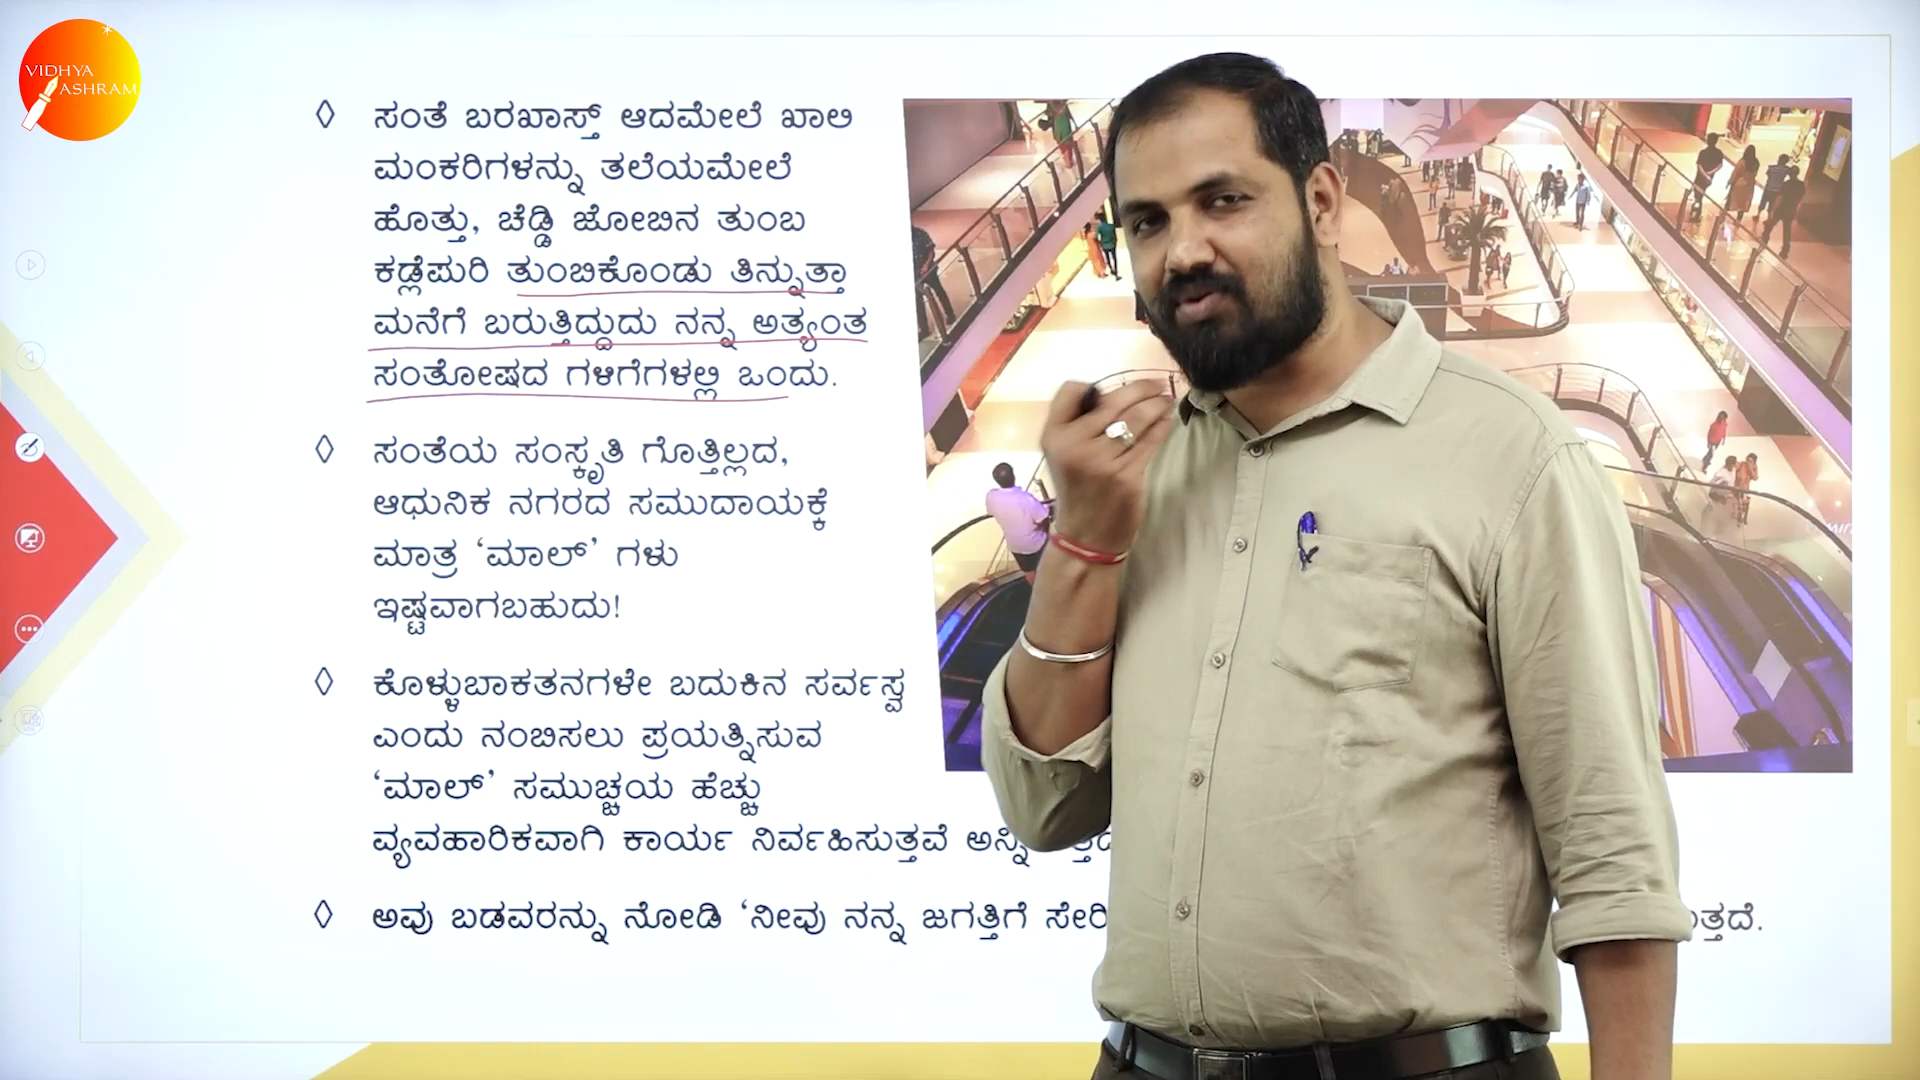 VIDHYA
ASHRAM
◊ ಸಂತೆ ಬರಖಾಸ್ತ್ ಆದಮೇಲೆ ಖಾಲಿ
ಮಂಕರಿಗಳನ್ನು ತಲೆಯಮೇಲೆ
ಹೊತ್ತು, ಚೆಡ್ಡಿ ಜೋಬಿನ ತುಂಬ
ಕಡ್ಲೆಪುರಿ ತುಂಬಿಕೊಂಡು ತಿನ್ನುತ್ತಾ
ಮನೆಗೆ ಬರುತ್ತಿದ್ದುದು ನನ್ನ ಅತ್ಯಂತ
ಸಂತೋಷದ ಗಳಿಗೆಗಳಲ್ಲಿ ಒಂದು.
◊ ಸಂತೆಯ ಸಂಸ್ಕೃತಿ ಗೊತ್ತಿಲ್ಲದ,
ಆಧುನಿಕ ನಗರದ ಸಮುದಾಯಕ್ಕೆ
ಮಾತ್ರ ‘ಮಾಲ್’ ಗಳು
ಇಷ್ಟವಾಗಬಹುದು!
◊ ಕೊಳ್ಳುಬಾಕತನಗಳೇ ಬದುಕಿನ ಸರ್ವಸ್ವ
ಎಂದು ನಂಬಿಸಲು ಪ್ರಯತ್ನಿಸುವ
‘ಮಾಲ್’ ಸಮುಚ್ಚಯ ಹೆಚ್ಚು
ವ್ಯವಹಾರಿಕವಾಗಿ ಕಾರ್ಯ ನಿರ್ವಹಿಸುತ್ತವೆ
◊ ಅವು ಬಡವರನ್ನು ನೋಡಿ ‘ನೀವು ನನ್ನ ಜಗತ್ತಿಗೆ